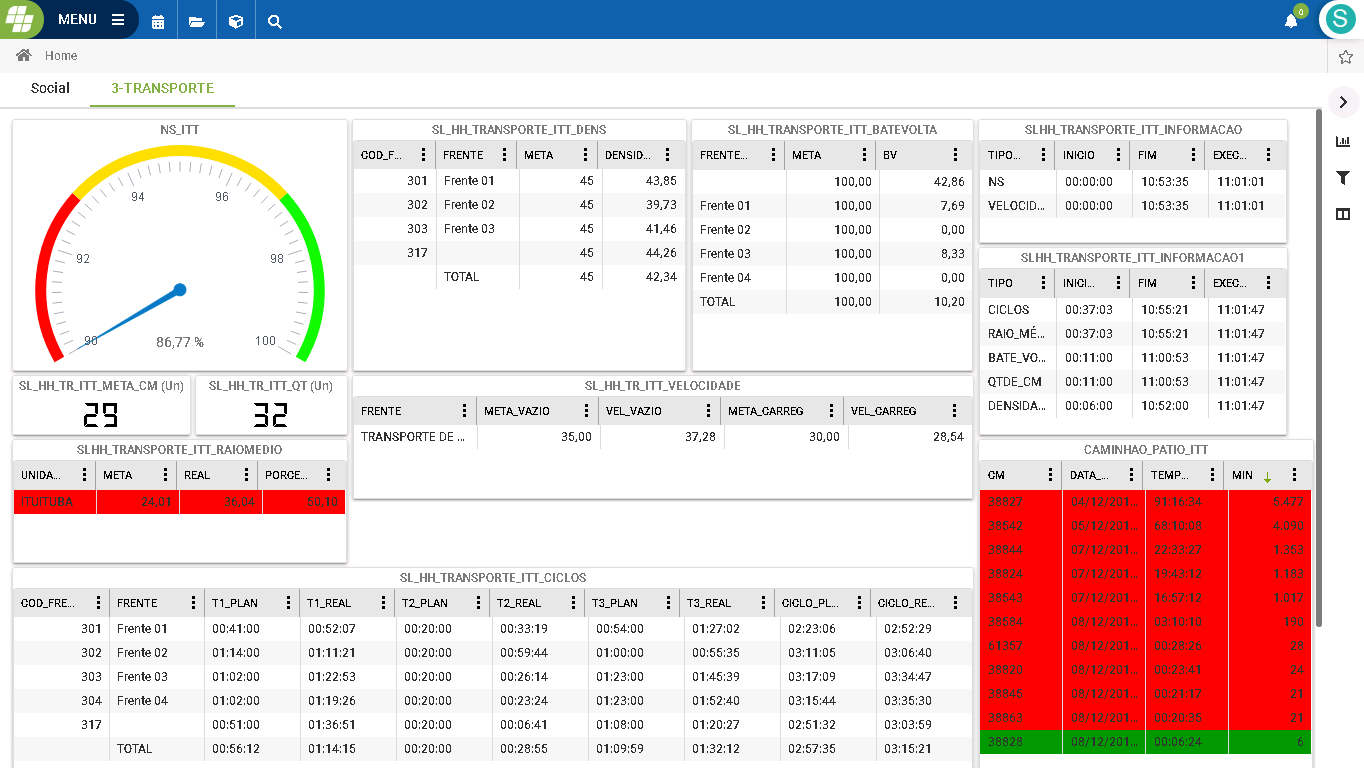 MENU
0
S
Home
Social 3-TRANSPORTE
NS_ITT
94 96
92 98
90 86,77 % 100
SL_HH_TRANSPORTE_ITT_DENS
COD_F... FRENTE META DENSID...
301 Frente 01 45 43,85
302 Frente 02 45 39,73
303 Frente 03 45 41,46
317 45 44,26
TOTAL 45 42,34
SL_HH_TRANSPORTE_ITT_BATEVOLTA
FRENTE... META BV
100,00 42,86
Frente 01 100,00 7,69
Frente 02 100,00 0,00
Frente 03 100,00 8,33
Frente 04 100,00 0,00
TOTAL 100,00 10,20
SLHH_TRANSPORTE_ITT_INFORMACAO
TIPO... INICIO FIM EXEC...
NS 00:00:00 10:53:35 11:01:01
VELOCID... 00:00:00 10:53:35 11:01:01
SLHH_TRANSPORTE_ITT_INFORMACAO1
TIPO INICI... FIM EXEC...
CICLOS 00:37:03 10:55:21 11:01:47
RAIO_MÉ... 00:37:03 10:55:21 11:01:47
BATE_VO... 00:11:00 11:00:53 11:01:47
QTDE_CM 00:11:00 11:00:53 11:01:47
DENSIDA... 00:06:00 10:52:00 11:01:47
SL_HH_TR_ITT_META_CM (Un)
29
SL_HH_TR_ITT_QT (Un)
32
SL_HH_TR_ITT_VELOCIDADE
FRENTE META_VAZIO VEL_VAZIO META_CARREG VEL_CARREG
TRANSPORTE DE ... 35,00 37,28 30,00 28,54
SLHH_TRANSPORTE_ITT_RAIOMEDIO
UNIDA... META REAL PORCE...
ITUITUBA 24,01 36,04 50,10
CAMINHAO_PATIO_ITT
CM DATA_... TEMP... MIN
38827 04/12/201... 91:16:34 5.477
38542 05/12/201... 68:10:08 4.090
38844 07/12/201... 22:33:27 1.353
38824 07/12/201... 19:43:12 1.183
38543 07/12/201... 16:57:12 1.017
38584 08/12/201... 03:10:10 190
61357 08/12/201... 00:28:26 28
38820 08/12/201... 00:23:41 24
38845 08/12/201... 00:21:17 21
38863 08/12/201... 00:20:35 21
38828 08/12/201... 00:06:24 6
SL_HH_TRANSPORTE_ITT_CICLOS
COD_FRE... FRENTE T1_PLAN T1_REAL T2_PLAN T2_REAL T3_PLAN T3_REAL CICLO_PL... CICLO_RE...
301 Frente 01 00:41:00 00:52:07 00:20:00 00:33:19 00:54:00 01:27:02 02:23:06 02:52:29
302 Frente 02 01:14:00 01:11:21 00:20:00 00:59:44 01:00:00 00:55:35 03:11:05 03:06:40
303 Frente 03 01:02:00 01:22:53 00:20:00 00:26:14 01:23:00 01:45:39 03:17:09 03:34:47
304 Frente 04 01:02:00 01:19:26 00:20:00 00:23:24 01:23:00 01:52:40 03:15:44 03:35:30
317 00:51:00 01:36:51 00:20:00 00:06:41 01:08:00 01:20:27 02:51:32 03:03:59
TOTAL 00:56:12 01:14:15 00:20:00 00:28:55 01:09:59 01:32:12 02:57:35 03:15:21